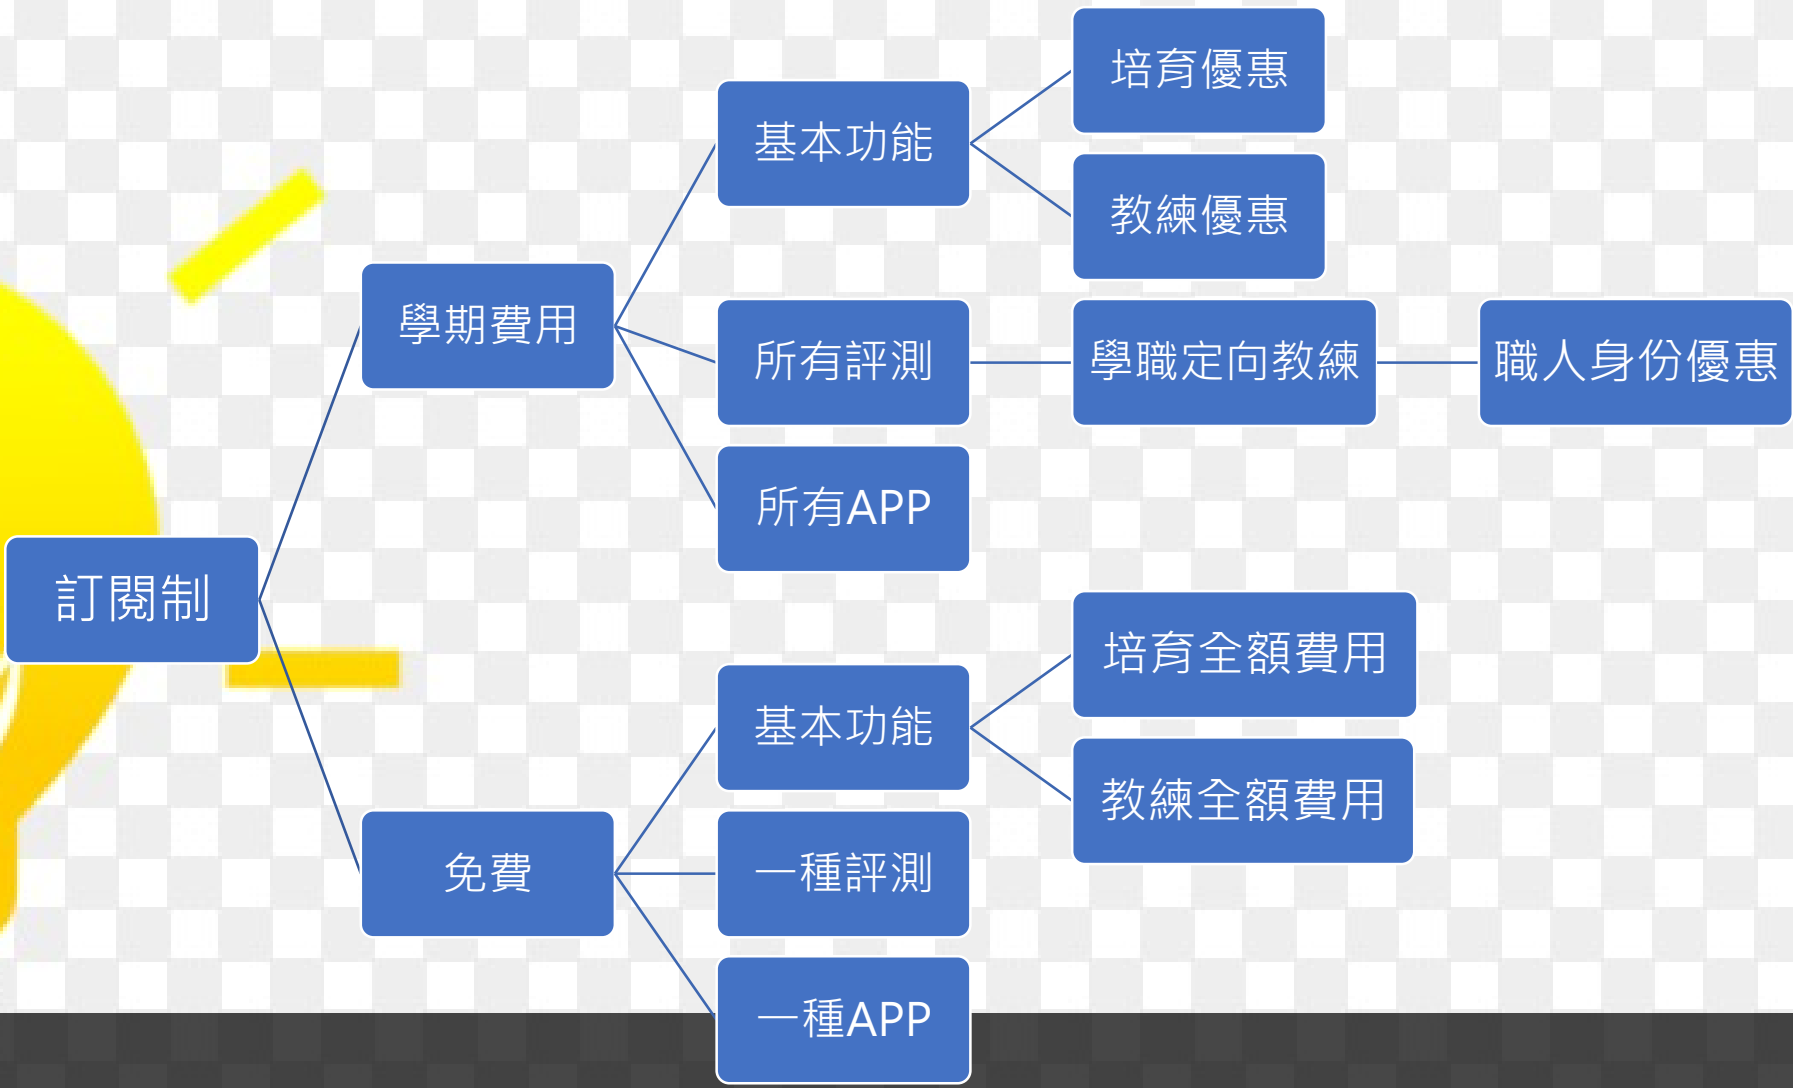 訂閱制
學期費用
基本功能
培育優惠
教練優惠
所有評測
學職定向教練
職人身份優惠
所有APP
免費
基本功能
培育全額費用
教練全額費用
一種評測
一種APP